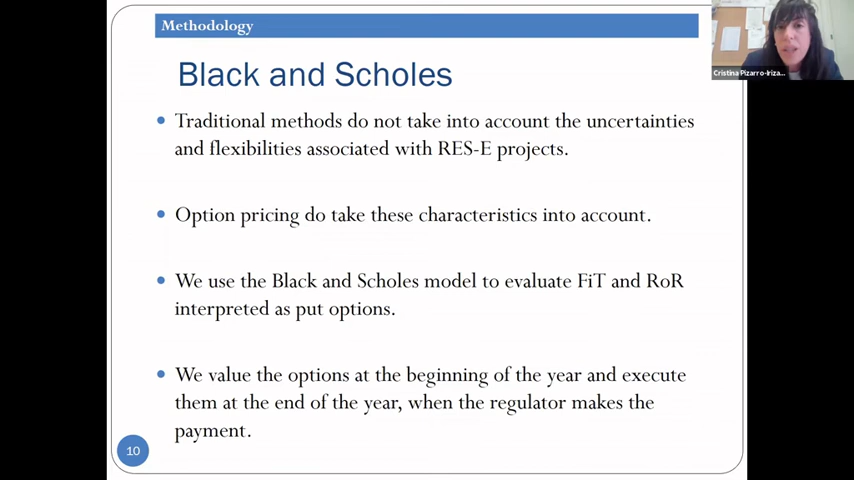 Methodology
Black and Scholes
Traditional methods do not take into account the uncertainties
and flexibilities associated with RES-E projects.
Option pricing do take these characteristics into account.
We use the Black and Scholes model to evaluate FiT and RoR
interpreted as put options.
We value the options at the beginning of the year and execute
them at the end of the year, when the regulator makes the
payment.
10
Cristina Pizarro-Iriza...